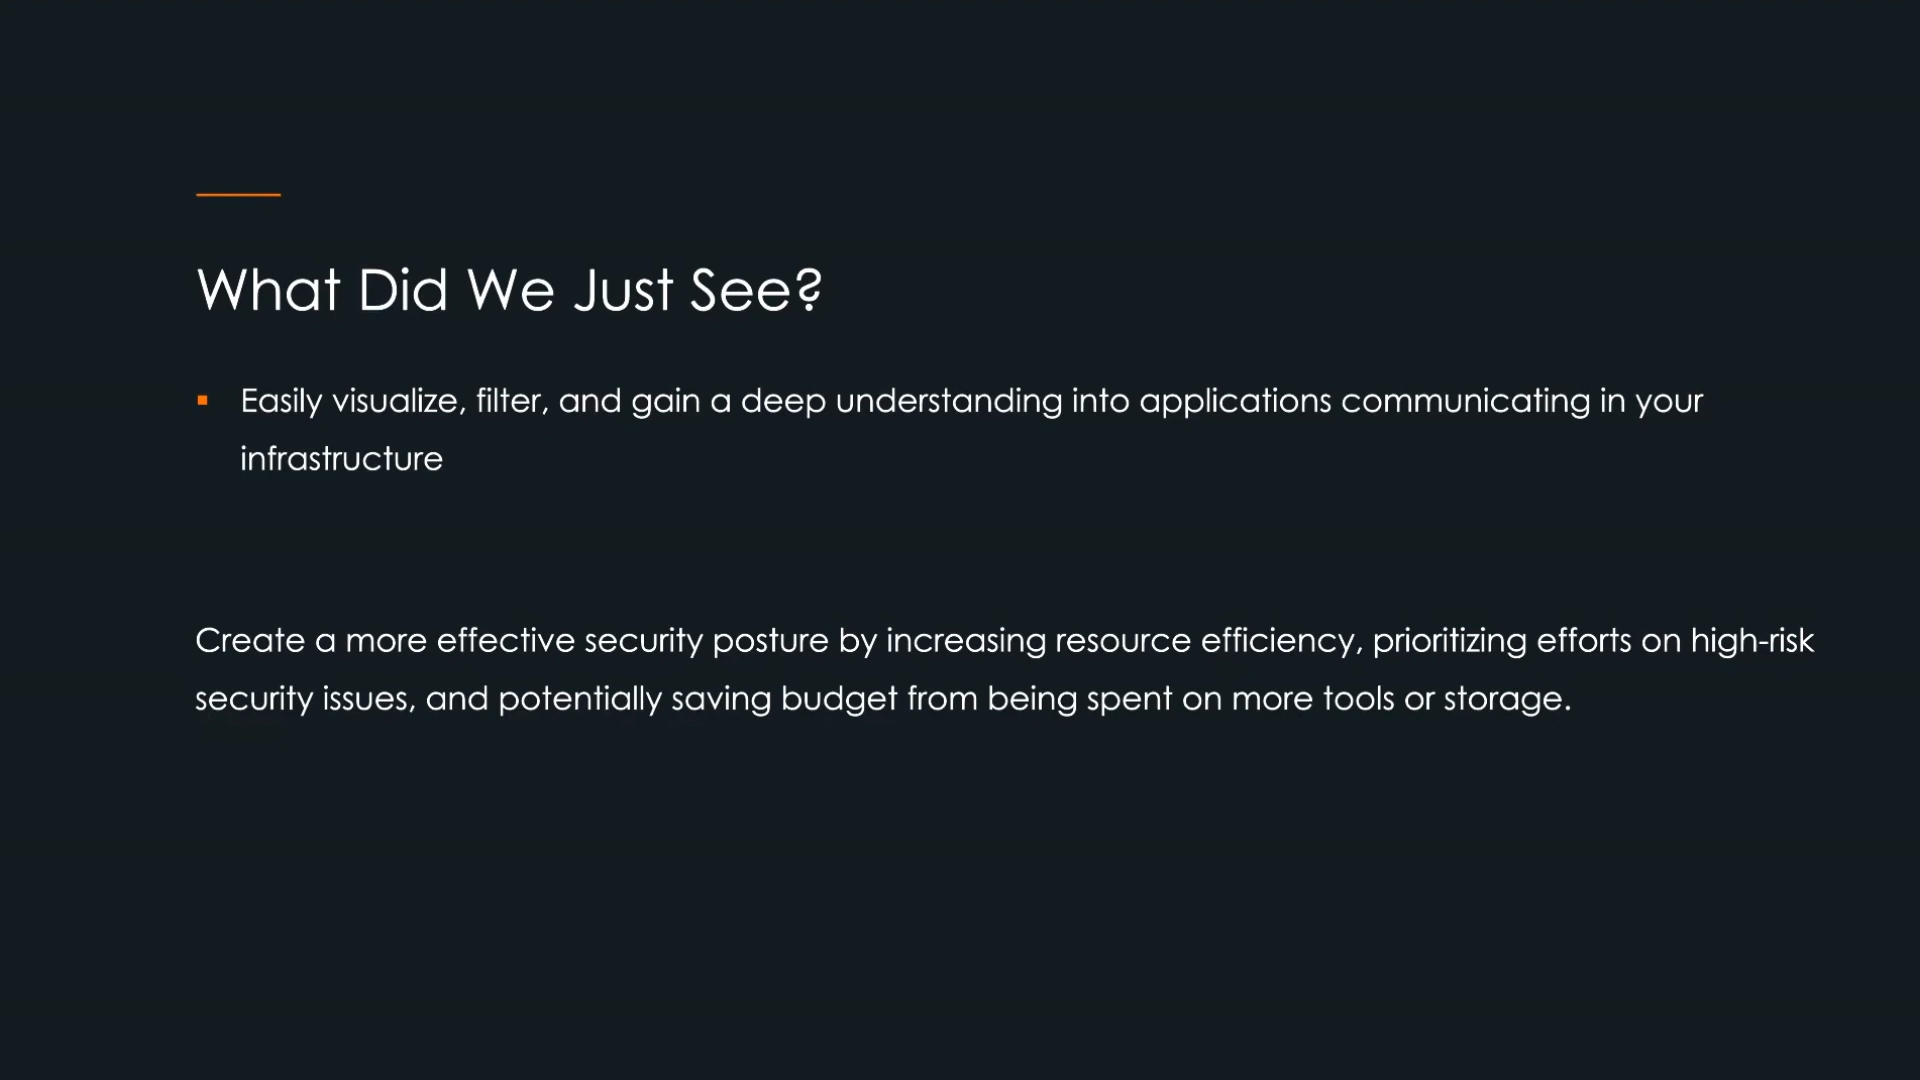 What Did We Just See?
Easily visualize, filter, and gain a deep understanding into applications communicating in your
infrastructure
Create a more effective security posture by increasing resource efficiency, prioritizing efforts on high-risk
security issues, and potentially saving budget from being spent on more tools or storage.